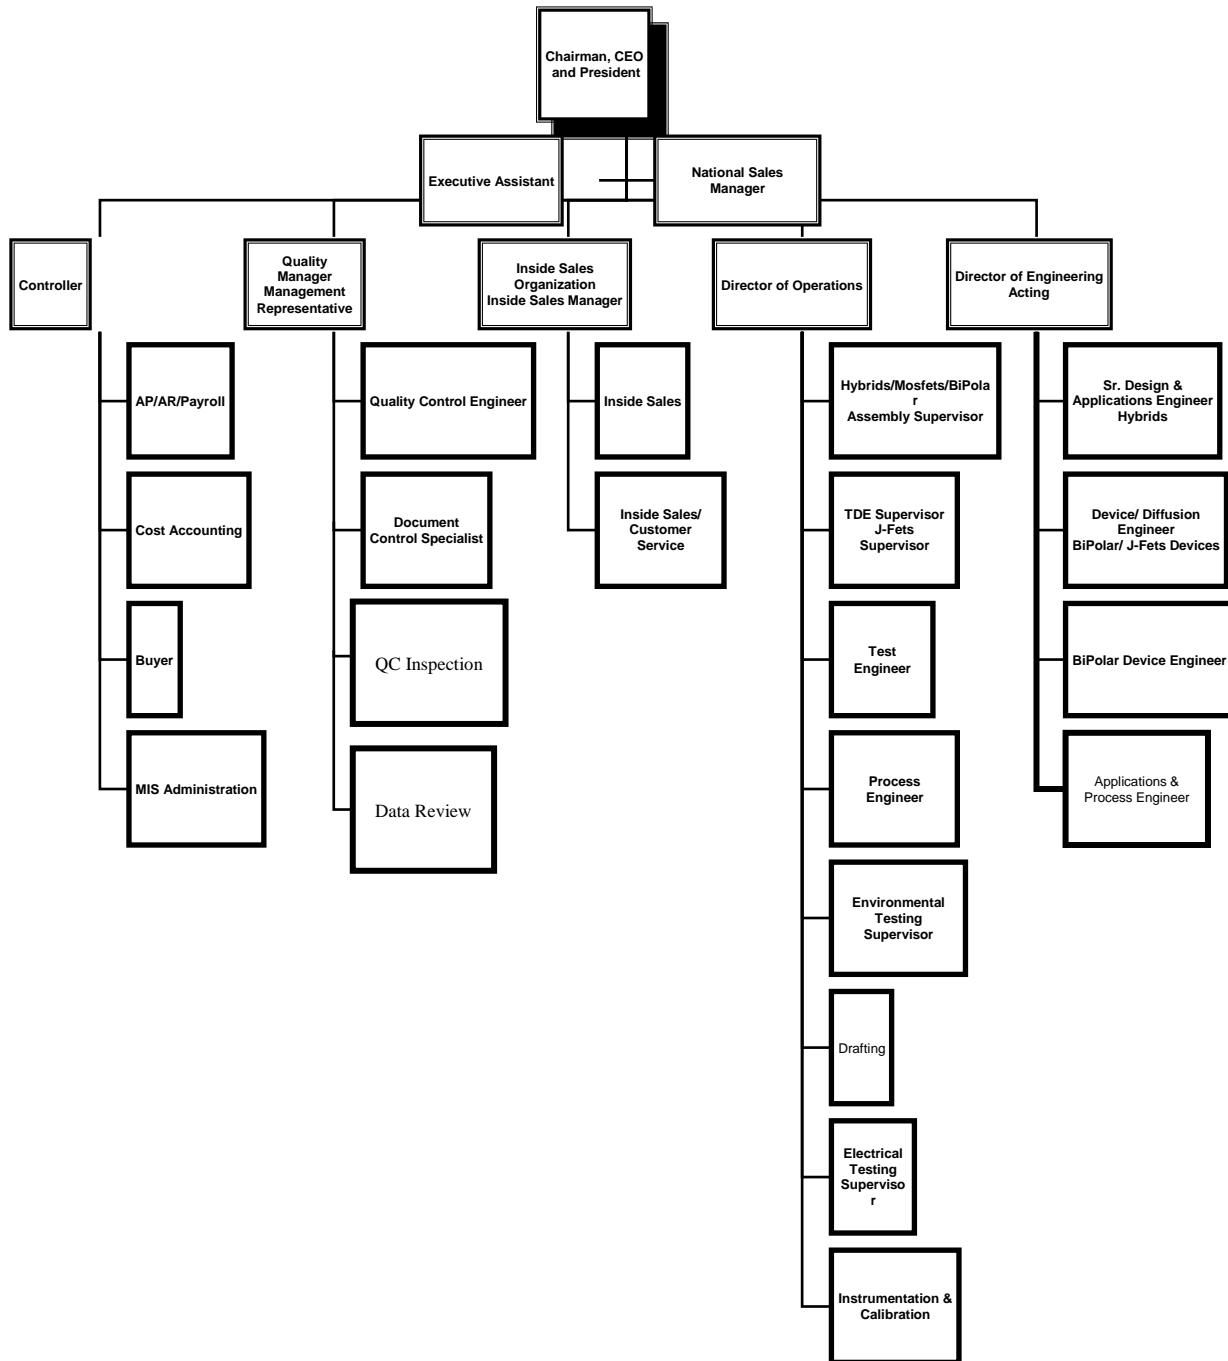 Chairman, CEO
and President
Executive Assistant
National Sales
Manager
Controller
Quality
Manager
Management
Representative
Inside Sales
Organization
Inside Sales Manager
Director of Operations
Director of Engineering
Acting
AP/AR/Payroll
Quality Control Engineer
Inside Sales
Hybrids/Mosfets/BiPola
r
Assembly Supervisor
Sr. Design &
Applications Engineer
Hybrids
Cost Accounting
Document
Control Specialist
Inside Sales/
Customer
Service
TDE Supervisor
J-Fets
Supervisor
Device/ Diffusion
Engineer
BiPolar/ J-Fets Devices
Buyer
QC Inspection
Test
Engineer
BiPolar Device Engineer
MIS Administration
Data Review
Process
Engineer
Applications &
Process Engineer
Environmental
Testing
Supervisor
Drafting
Electrical
Testing
Superviso
r
Instrumentation &
Calibration